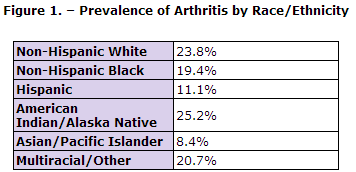 Figure 1. – Prevalence of Arthritis by Race/Ethnicity
Non-Hispanic White 23.8%
Non-Hispanic Black 19.4%
Hispanic 11.1%
American
Indian/Alaska Native 25.2%
Asian/Pacific Islander 8.4%
Multiracial/Other 20.7%